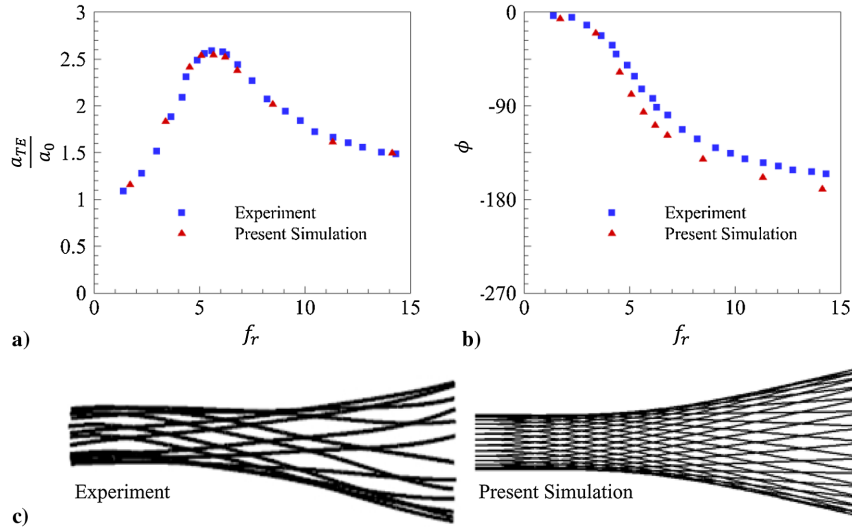 3
2.5
2
1.5
1
0.5
0
a_TE
a_0
Experiment
Present Simulation
0 5 10 15
f_r
a)
0
-90
-180
-270
ϕ
Experiment
Present Simulation
0 5 10 15
f_r
b)
Experiment
Present Simulation
c)